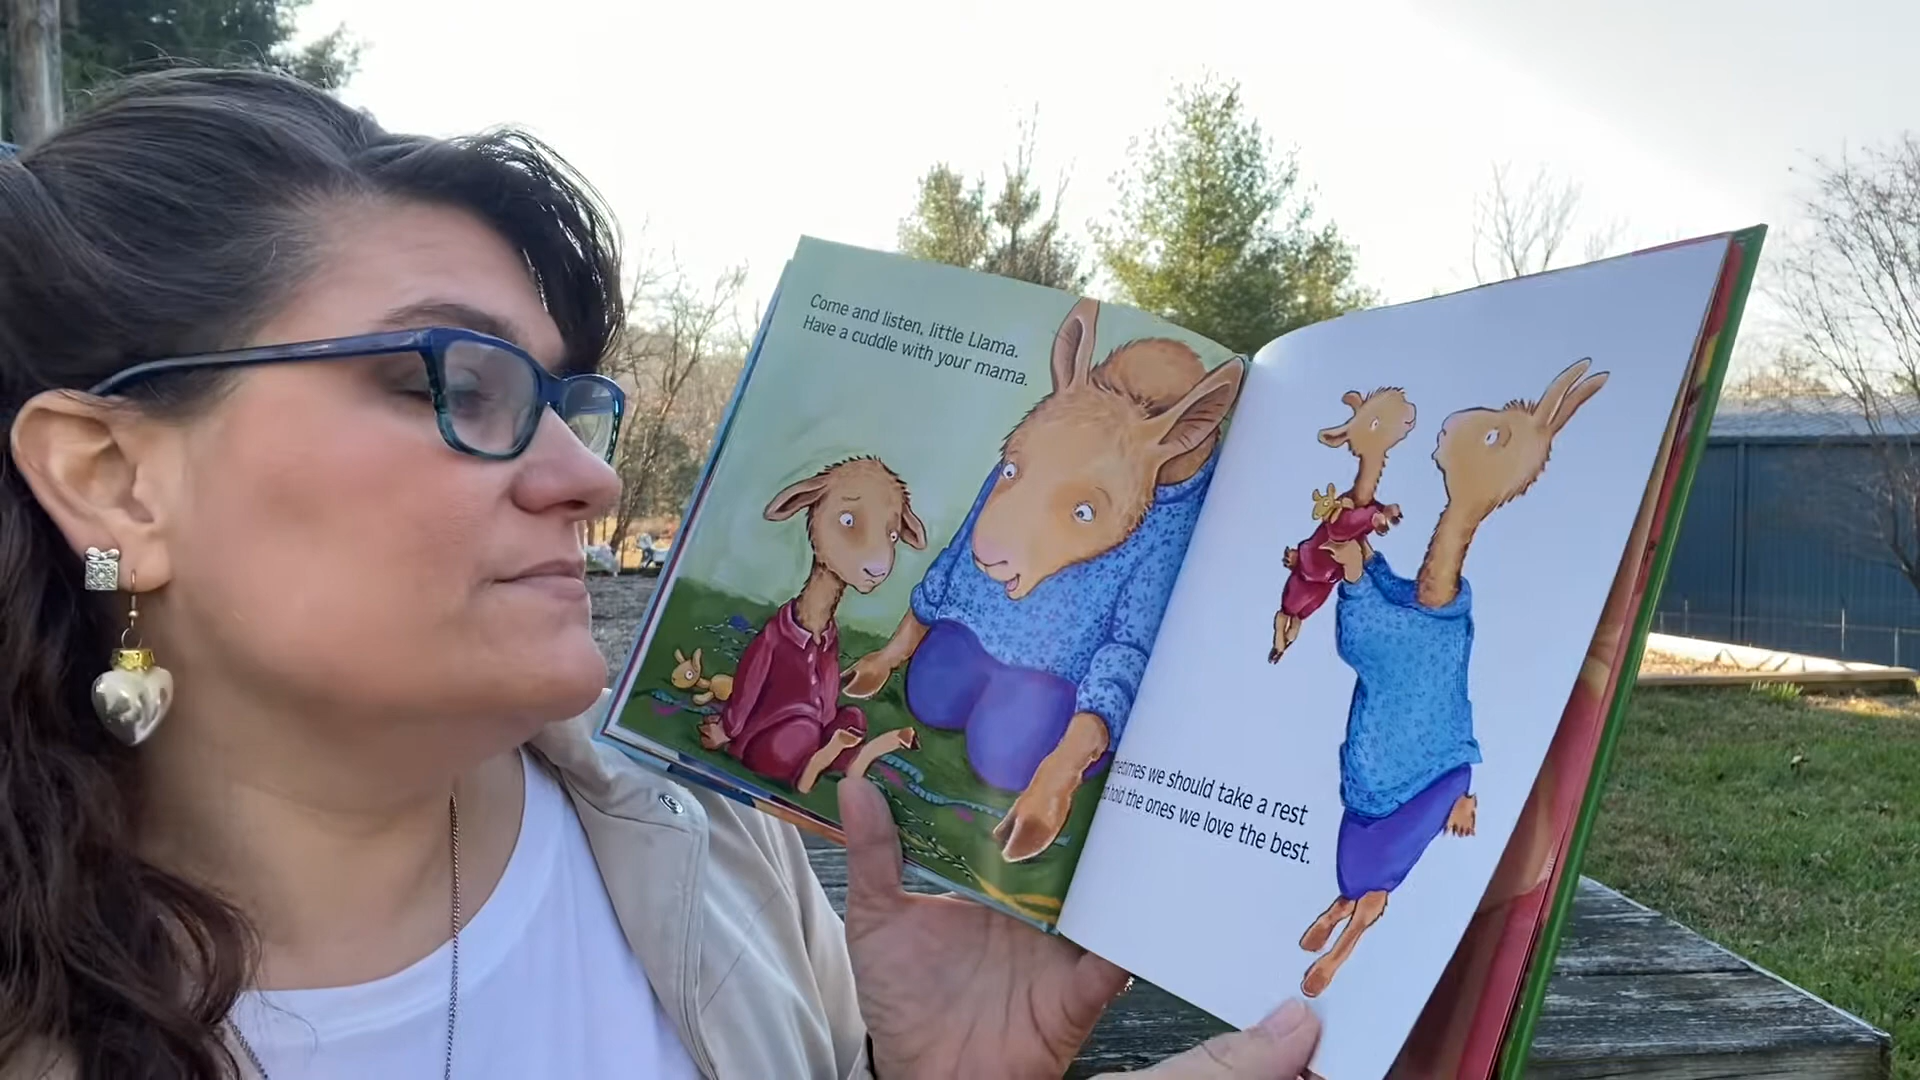 Come and listen, little Llama.
Have a cuddle with your mama.
we should take a rest
hold the ones we love the best.